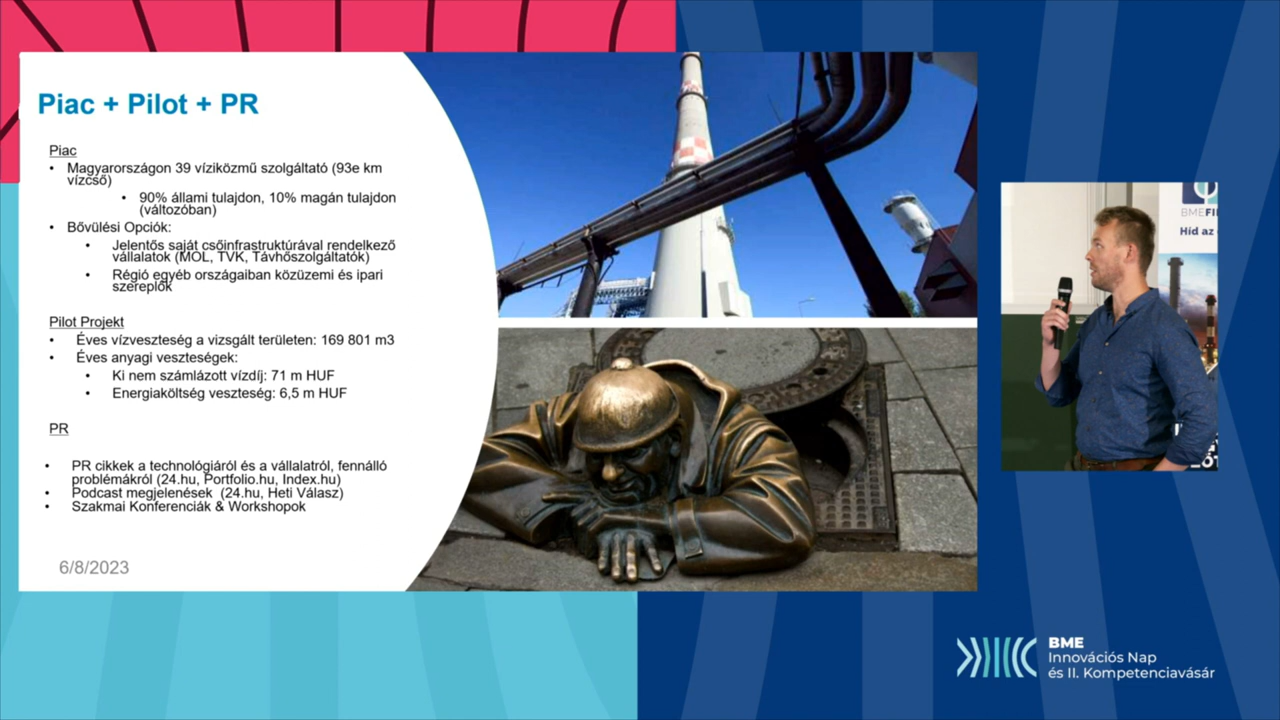 Piac + Pilot + PR
Piac
• Magyarországon 39 víziközmű szolgáltató (93e km
vízcső)
• 90% állami tulajdon, 10% magán tulajdon
(változóban)
• Bővülési Opciók:
• Jelentős saját csőinfrastruktúrával rendelkező
vállalatok (MOL, TVK, Távhőszolgáltatók)
• Régió egyéb országaiban közüzemi és ipari
szereplők
Pilot Projekt
• Éves vízveszteség a vizsgált területen: 169 801 m3
• Éves anyagi veszteségek:
• Ki nem számlázott vízdíj: 71 m HUF
• Energiaköltség veszteség: 6,5 m HUF
PR
• PR cikkek a technológiáról és a vállalatról, fennálló
problémákról (24.hu, Portfolio.hu, Index.hu)
• Podcast megjelenések (24.hu, Heti Válasz)
• Szakmai Konferenciák & Workshopok
6/8/2023
BMEFI
Híd az
BME
Innovációs Nap
és II. Kompetenciavásár